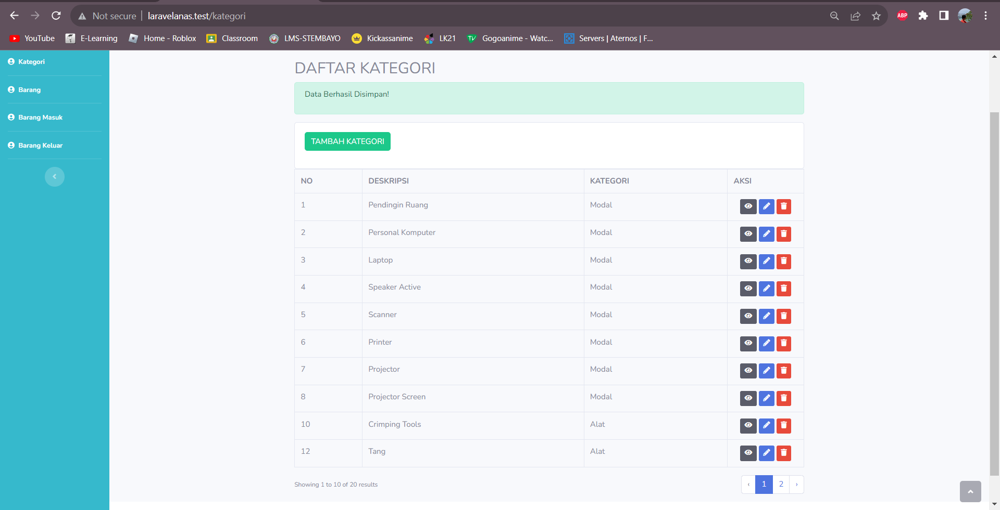 Not secure | laravelanas.test/kategori
ABP
YouTube E-Learning Home - Roblox Classroom LMS-STEMBAYO Kickassanime LK21 TV Gogoanime - Watc... Servers | Aternos | F...
Kategori
Barang
Barang Masuk
Barang Keluar
DAFTAR KATEGORI
Data Berhasil Disimpan!
TAMBAH KATEGORI
NO DESKRIPSI KATEGORI AKSI
1 Pendingin Ruang Modal
2 Personal Komputer Modal
3 Laptop Modal
4 Speaker Active Modal
5 Scanner Modal
6 Printer Modal
7 Projector Modal
8 Projector Screen Modal
10 Crimping Tools Alat
12 Tang Alat
Showing 1 to 10 of 20 results
‹ 1 2 ›